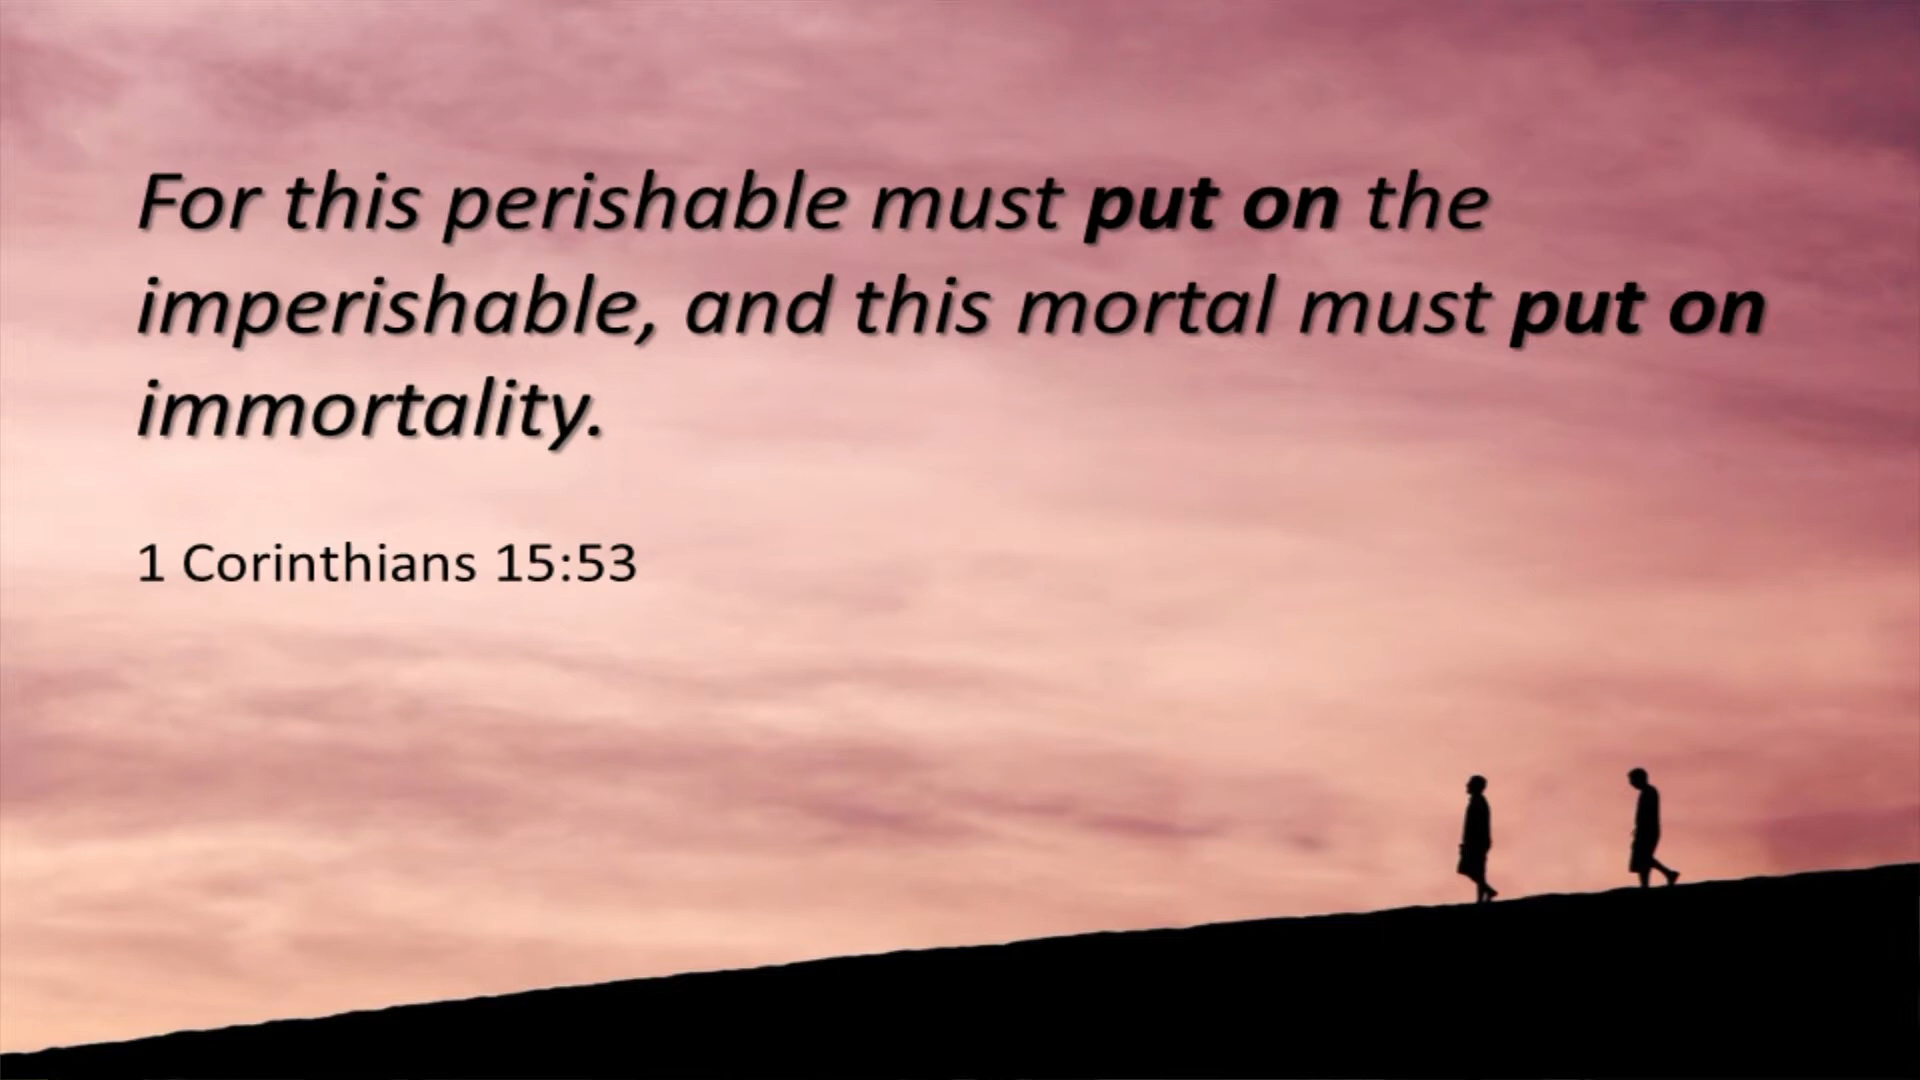 For this perishable must put on the
imperishable, and this mortal must put on
immortality.
1 Corinthians 15:53